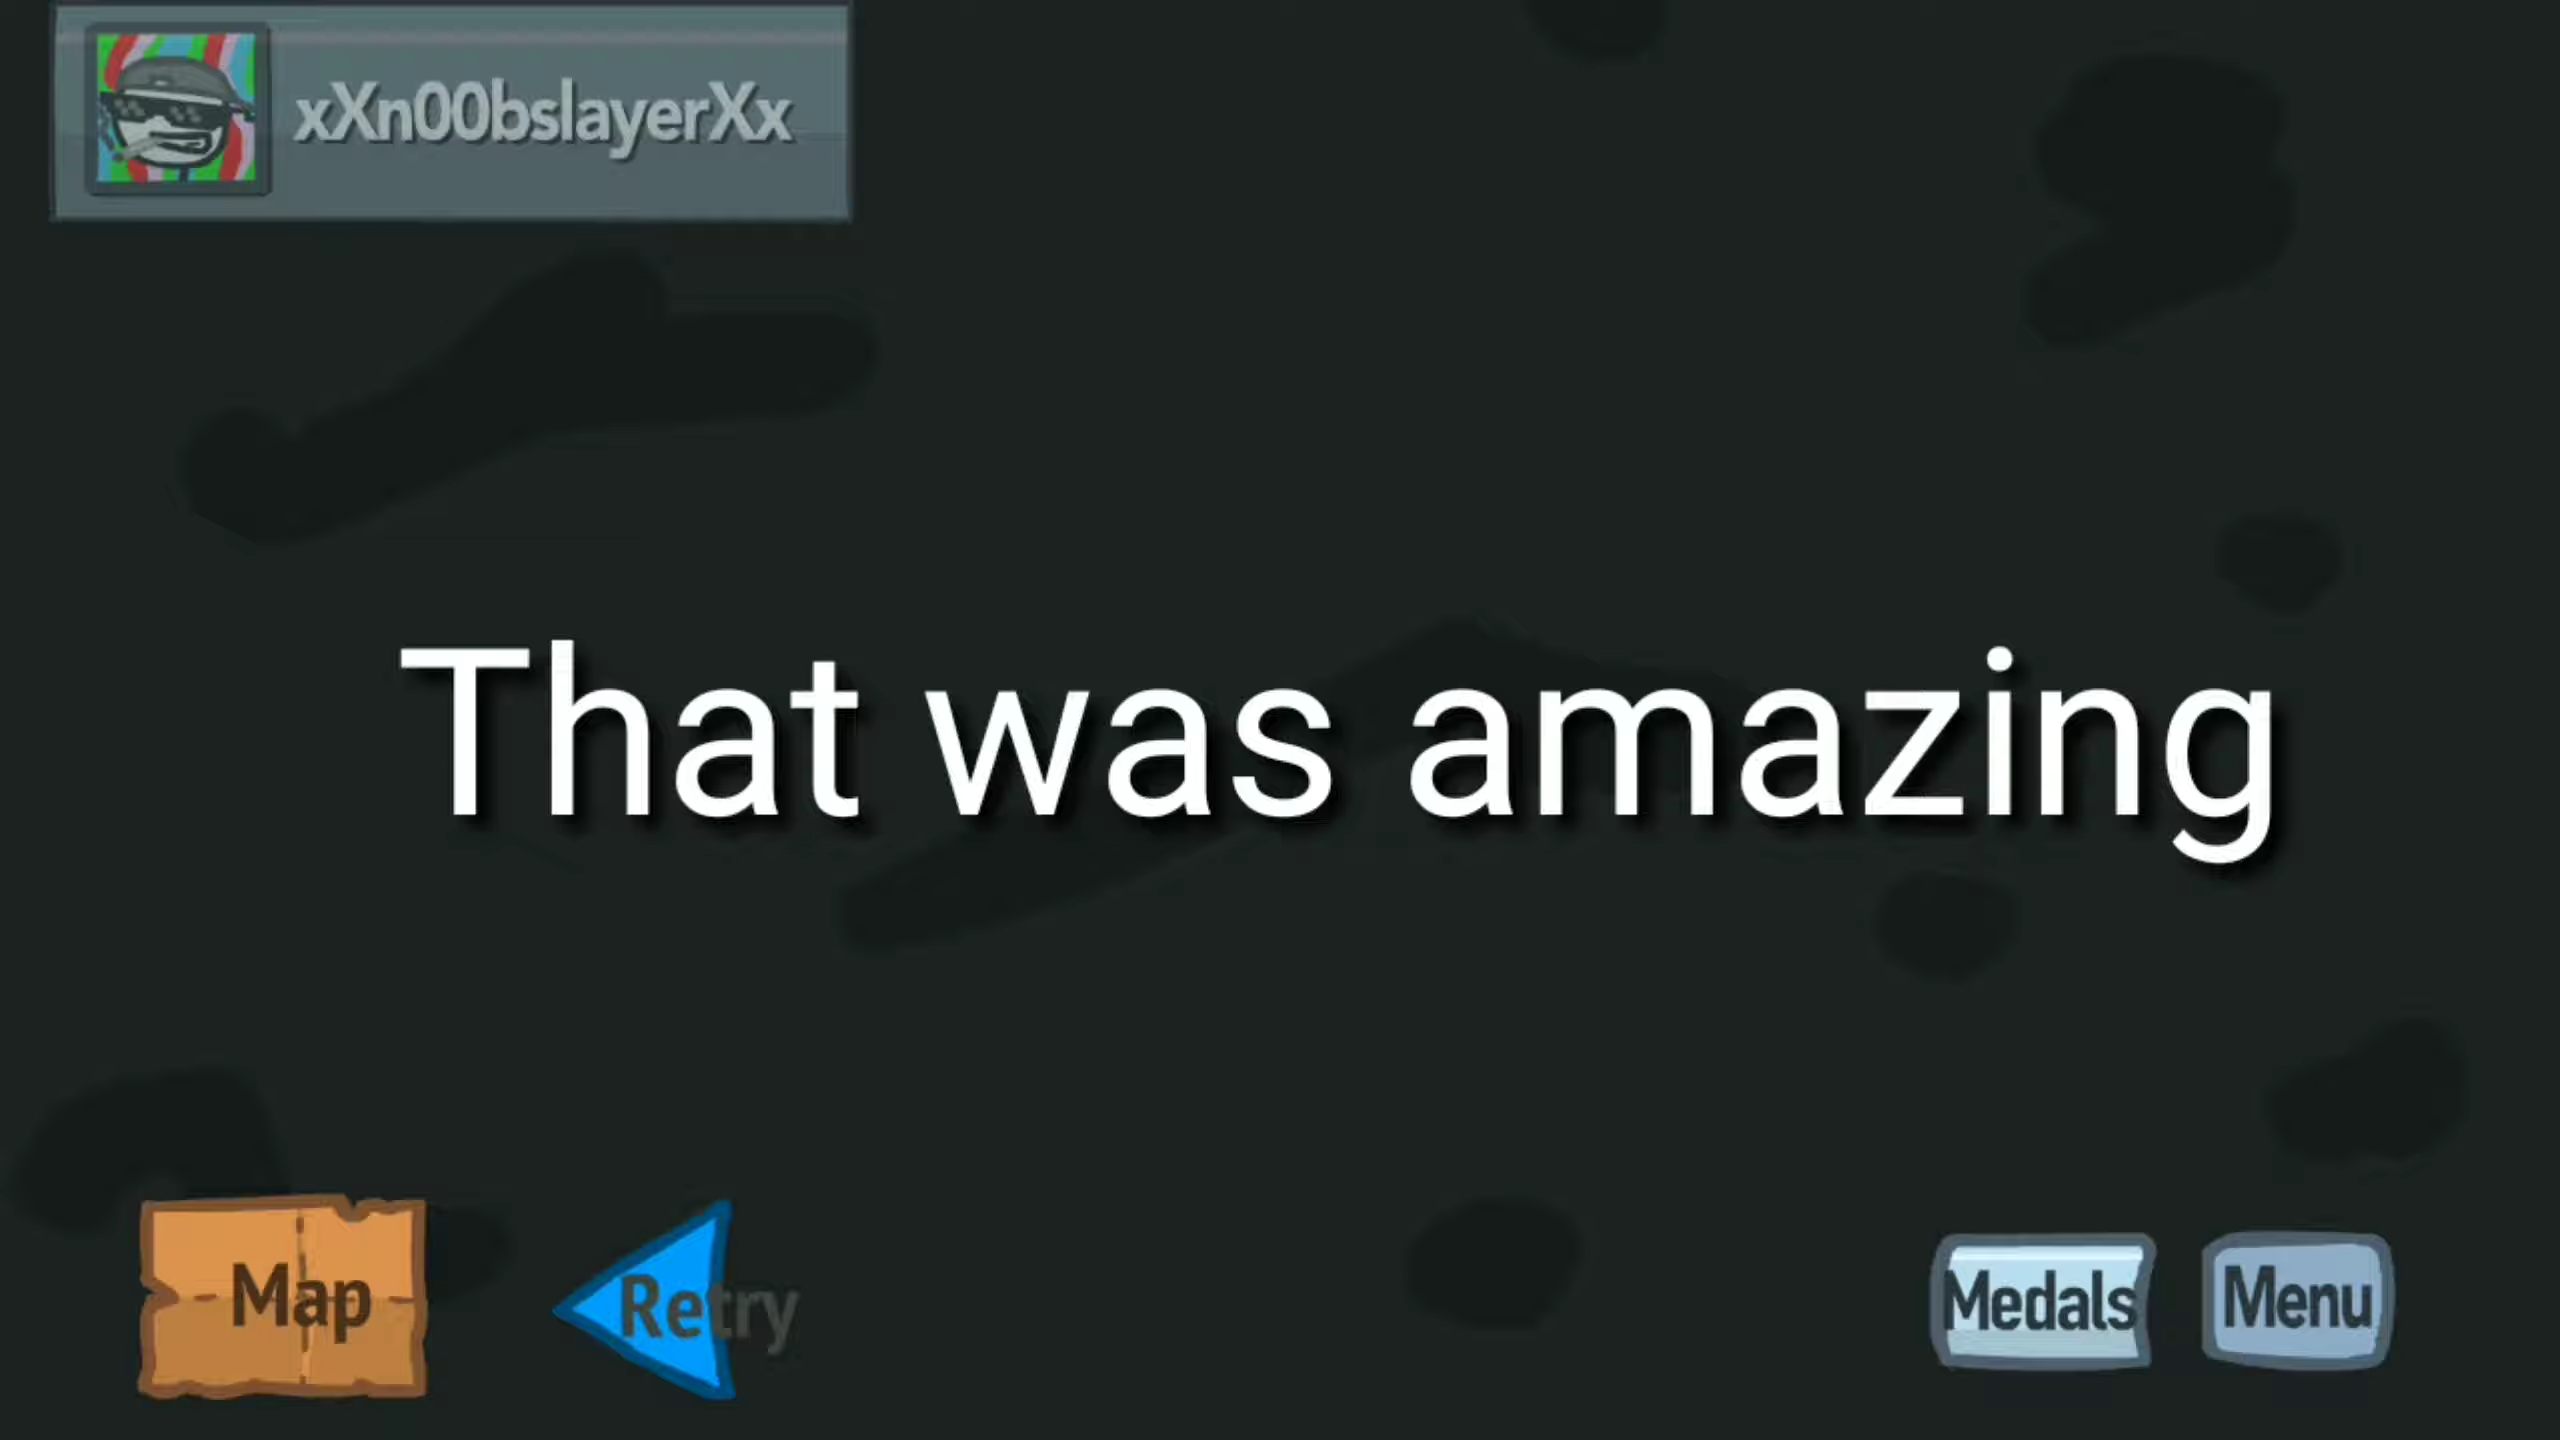 xXn00bslayerXx
That was amazing
Map
Retry
Medals
Menu